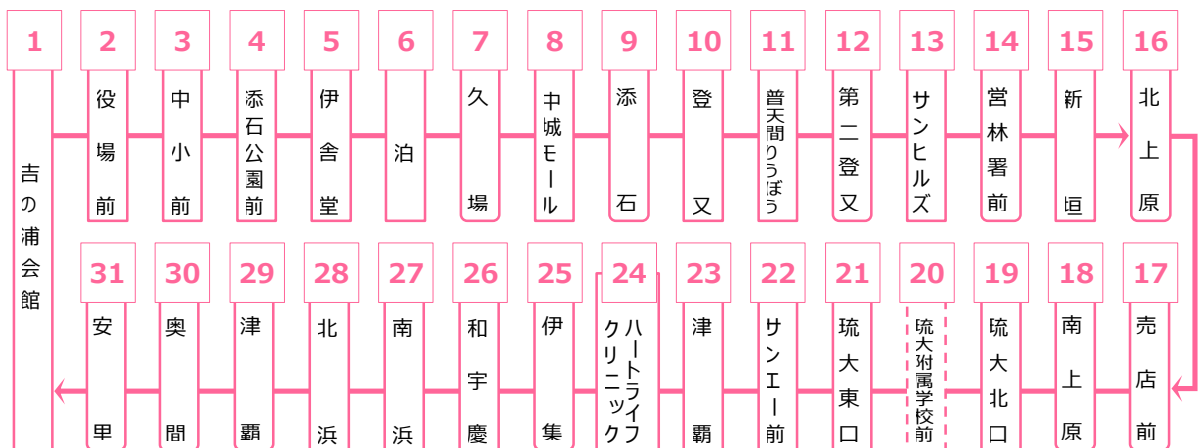 1
吉の浦会館
2
役場前
3
中小前
4
添石公園前
5
伊舎堂
6
泊
7
久場
8
中城モール
9
添石
10
登又
11
普天間りうぼう
12
第二登又
13
サンヒルズ
14
営林署前
15
新垣
16
北上原
17
売店前
18
南上原
19
琉大北口
20
琉大附属学校前
21
琉大東口
22
サンエー前
23
津覇
24
ハートライフ
クリニック
25
伊集
26
和宇慶
27
南浜
28
北浜
29
津覇
30
奥間
31
安里